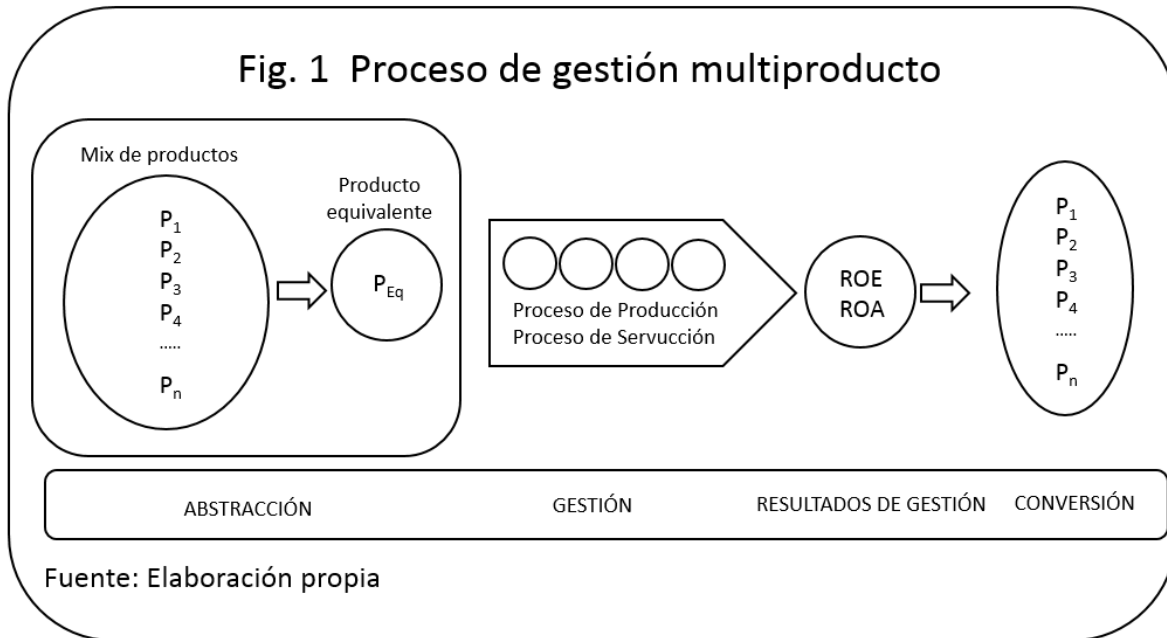 Fig. 1 Proceso de gestión multiproducto
Mix de productos
P1
P2
P3
P4
.....
Pn
Producto
equivalente
PEq
Proceso de Producción
Proceso de Servucción
ROE
ROA
P1
P2
P3
P4
.....
Pn
ABSTRACCIÓN
GESTIÓN
RESULTADOS DE GESTIÓN
CONVERSIÓN
Fuente: Elaboración propia